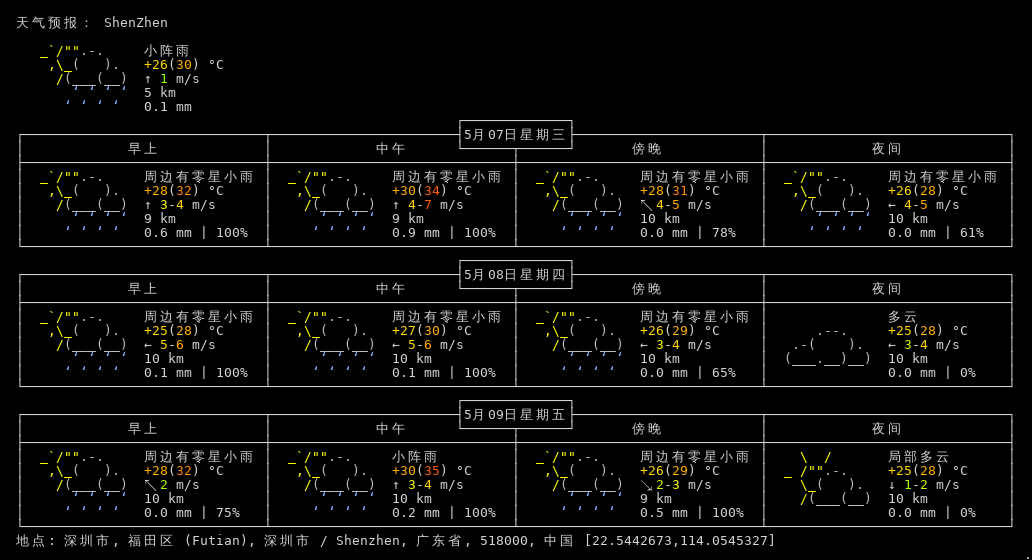 天气预报： ShenZhen
小阵雨
+26(30) °C
↑ 1 m/s
5 km
0.1 mm
5月07日星期三
早上 中午 傍晚 夜间
周边有零星小雨 周边有零星小雨 周边有零星小雨 周边有零星小雨
+28(32) °C +30(34) °C +28(31) °C +26(28) °C
↑ 3-4 m/s ↑ 4-7 m/s ↖ 4-5 m/s ← 4-5 m/s
9 km 9 km 10 km 10 km
0.6 mm | 100% 0.9 mm | 100% 0.0 mm | 78% 0.0 mm | 61%
5月08日星期四
早上 中午 傍晚 夜间
周边有零星小雨 周边有零星小雨 周边有零星小雨 多云
+25(28) °C +27(30) °C +26(29) °C +25(28) °C
← 5-6 m/s ← 5-6 m/s ← 3-4 m/s ← 3-4 m/s
10 km 10 km 10 km 10 km
0.1 mm | 100% 0.1 mm | 100% 0.0 mm | 65% 0.0 mm | 0%
5月09日星期五
早上 中午 傍晚 夜间
周边有零星小雨 小阵雨 周边有零星小雨 局部多云
+28(32) °C +30(35) °C +26(29) °C +25(28) °C
↖ 2 m/s ↑ 3-4 m/s ↘ 2-3 m/s ↓ 1-2 m/s
10 km 10 km 9 km 10 km
0.0 mm | 75% 0.2 mm | 100% 0.5 mm | 100% 0.0 mm | 0%
地点: 深圳市, 福田区 (Futian), 深圳市 / Shenzhen, 广东省, 518000, 中国 [22.5442673,114.0545327]